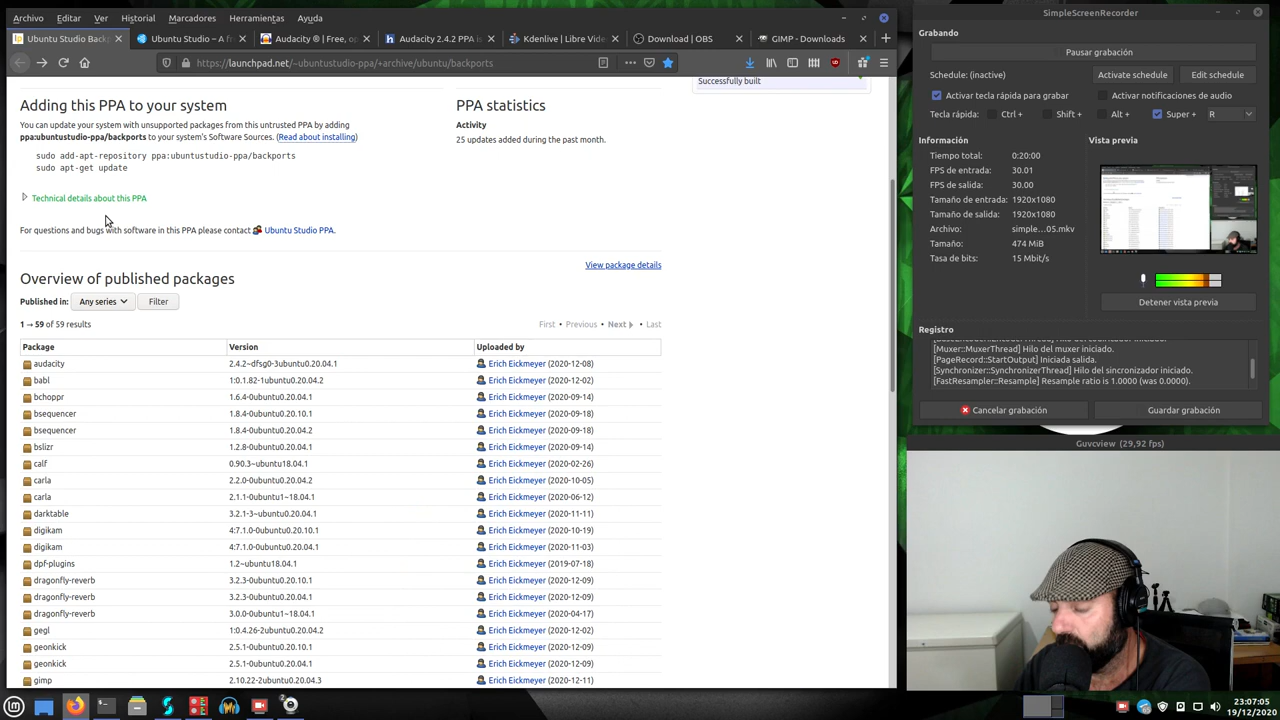 Archivo Editar Ver Historial Marcadores Herramientas Ayuda
Ubuntu Studio Back
Ubuntu Studio – A fr
Audacity ® | Free, op
Audacity 2.4.2 PPA is
Kdenlive | Libre Vide
Download | OBS
GIMP - Downloads
https://launchpad.net/~ubuntustudio-ppa/+archive/ubuntu/backports
Successfully built
Adding this PPA to your system
You can update your system with unsupported packages from this untrusted PPA by adding
ppa:ubuntustudio-ppa/backports to your system's Software Sources. (Read about installing)
sudo add-apt-repository ppa:ubuntustudio-ppa/backports
sudo apt-get update
Technical details about this PPA
For questions and bugs with software in this PPA please contact Ubuntu Studio PPA.
PPA statistics
Activity
25 updates added during the past month.
View package details
Overview of published packages
Published in: Any series Filter
1 → 59 of 59 results
First • Previous • Next • Last
Package Version Uploaded by
audacity 2.4.2~dfsg0-3ubuntu0.20.04.1 Erich Eickmeyer (2020-12-08)
babl 1:0.1.82-1ubuntu0.20.04.2 Erich Eickmeyer (2020-12-02)
bchoppr 1.6.4-0ubuntu0.20.04.1 Erich Eickmeyer (2020-09-14)
bsequencer 1.8.4-0ubuntu0.20.10.1 Erich Eickmeyer (2020-09-18)
bsequencer 1.8.4-0ubuntu0.20.04.2 Erich Eickmeyer (2020-09-18)
bslizr 1.2.8-0ubuntu0.20.04.1 Erich Eickmeyer (2020-09-14)
calf 0.90.3~ubuntu18.04.1 Erich Eickmeyer (2020-02-26)
carla 2.2.0-0ubuntu0.20.04.2 Erich Eickmeyer (2020-10-05)
carla 2.1.1-0ubuntu1~18.04.1 Erich Eickmeyer (2020-06-12)
darktable 3.2.1-3~ubuntu0.20.04.1 Erich Eickmeyer (2020-11-11)
digikam 4:7.1.0-0ubuntu0.20.10.1 Erich Eickmeyer (2020-10-19)
digikam 4:7.1.0-0ubuntu0.20.04.1 Erich Eickmeyer (2020-11-03)
dpf-plugins 1.2~ubuntu18.04.1 Erich Eickmeyer (2019-07-18)
dragonfly-reverb 3.2.3-0ubuntu0.20.10.1 Erich Eickmeyer (2020-12-09)
dragonfly-reverb 3.2.3-0ubuntu0.20.04.1 Erich Eickmeyer (2020-12-09)
dragonfly-reverb 3.0.0-0ubuntu1~18.04.1 Erich Eickmeyer (2020-04-17)
gegl 1:0.4.26-2ubuntu0.20.04.2 Erich Eickmeyer (2020-12-02)
geonkick 2.5.1-0ubuntu0.20.10.1 Erich Eickmeyer (2020-12-09)
geonkick 2.5.1-0ubuntu0.20.04.1 Erich Eickmeyer (2020-12-09)
gimp 2.10.22-2ubuntu0.20.04.3 Erich Eickmeyer (2020-12-11)
SimpleScreenRecorder
Grabando
Pausar grabación
Schedule: (inactive) Activate schedule Edit schedule
Activar tecla rápida para grabar Activar notificaciones de audio
Tecla rápida: Ctrl + Shift + Alt + Super + R
Información
Tiempo total: 0:20:00
FPS de entrada: 30.01
FPS de salida: 30.00
Tamaño de entrada: 1920x1080
Tamaño de salida: 1920x1080
Archivo: simple....05.mkv
Tamaño: 474 MiB
Tasa de bits: 15 Mbit/s
Vista previa
Detener vista previa
Registro
[Muxer::MuxerThread] Hilo del muxer iniciado.
[PageRecord::StartOutput] Iniciada salida.
[Synchronizer::SynchronizerThread] Hilo del sincronizador iniciado.
[FastResampler::Resample] Resample ratio is 1.0000 (was 0.0000).
Cancelar grabación Guardar grabación
Guvcview (29,92 fps)
2
23:07:05
19/12/2020